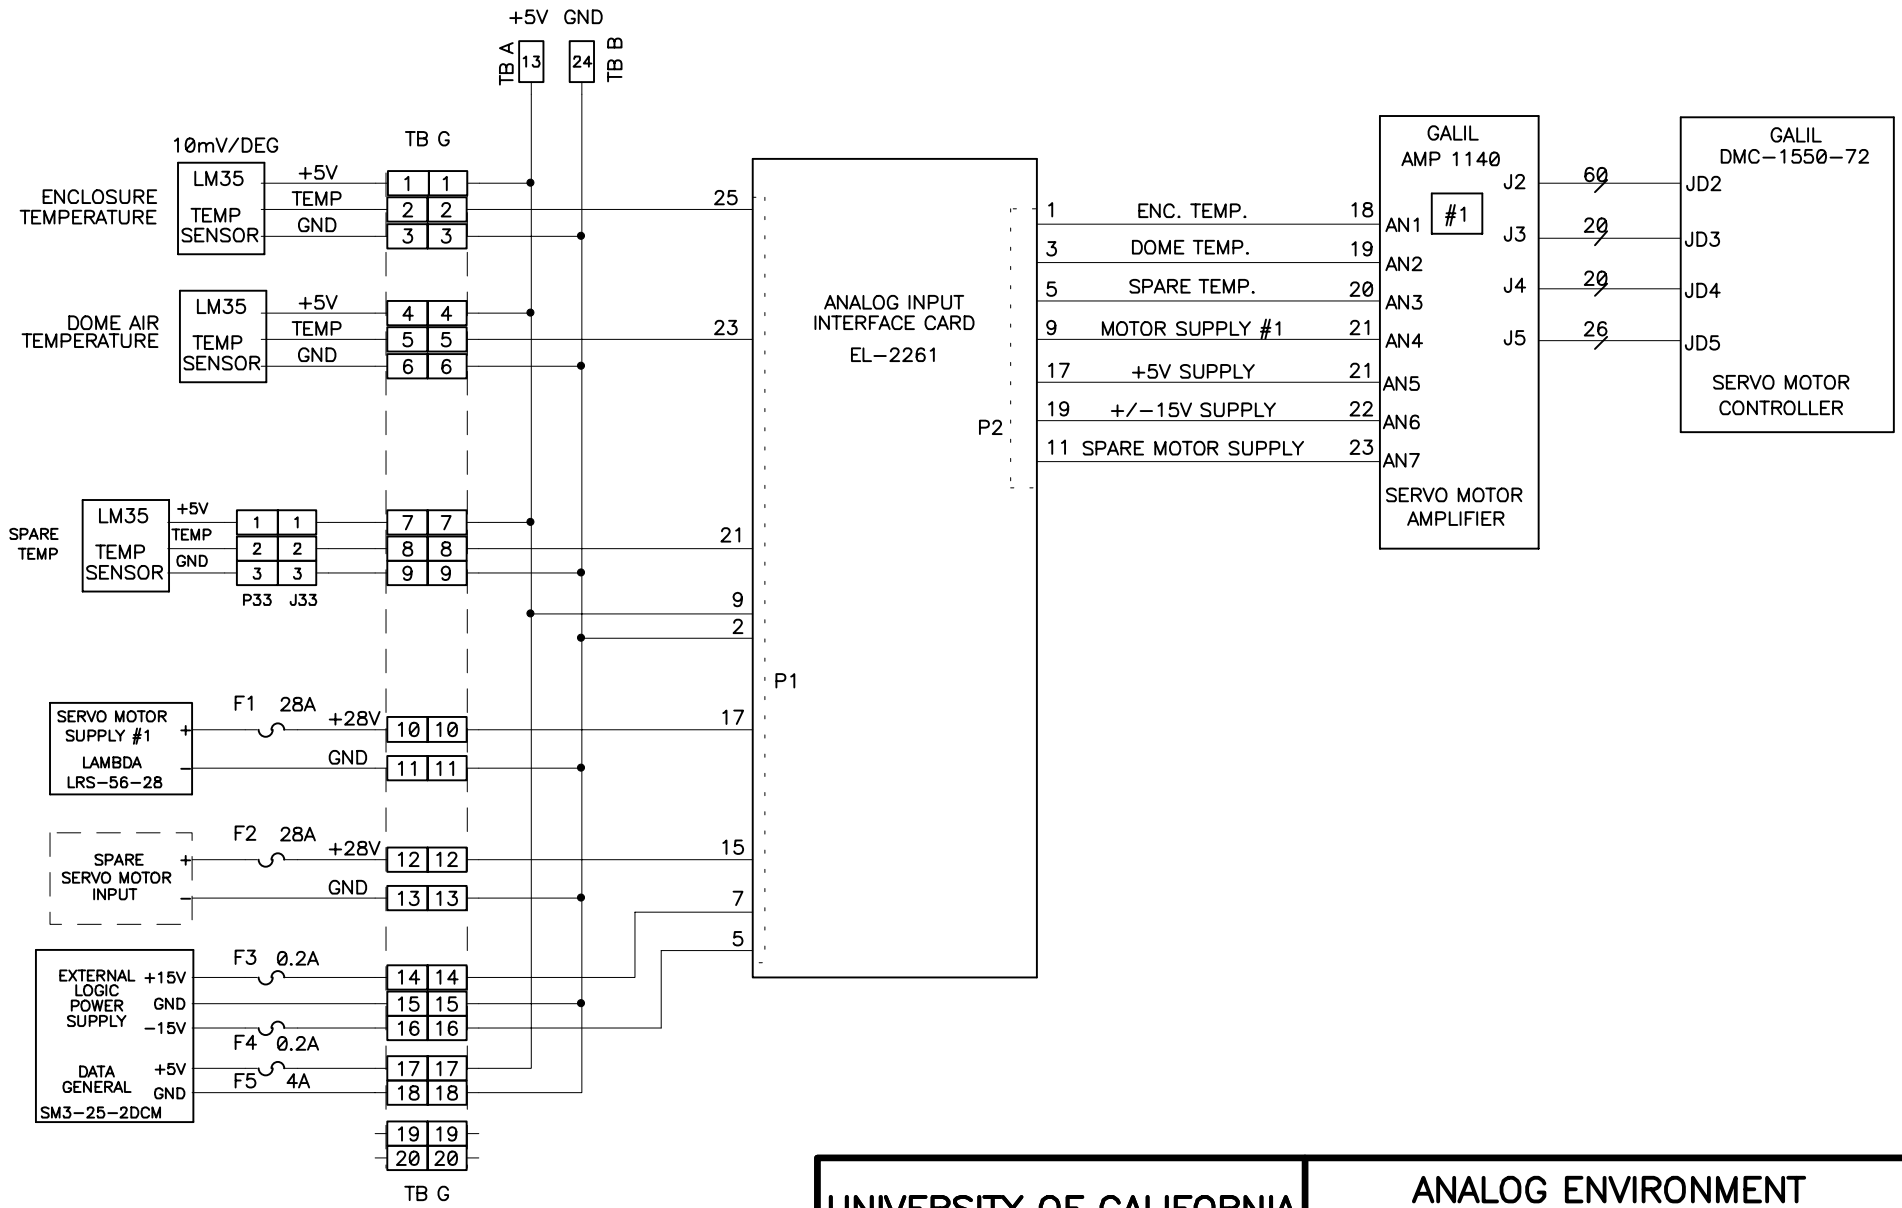 +5V GND
TB A 13 24 TB B
10mV/DEG
TB G
ENCLOSURE
TEMPERATURE
LM35
TEMP
SENSOR
+5V
TEMP
GND
1 1
2 2
3 3
DOME AIR
TEMPERATURE
LM35
TEMP
SENSOR
+5V
TEMP
GND
4 4
5 5
6 6
SPARE
TEMP
LM35
TEMP
SENSOR
+5V
TEMP
GND
1 1
2 2
3 3
P33 J33
7 7
8 8
9 9
SERVO MOTOR
SUPPLY #1
LAMBDA
LRS-56-28
+
-
F1 28A
+28V
GND
10 10
11 11
SPARE
SERVO MOTOR
INPUT
+
-
F2 28A
+28V
GND
12 12
13 13
EXTERNAL
LOGIC
POWER
SUPPLY
DATA
GENERAL
SM3-25-2DCM
+15V
GND
-15V
+5V
GND
F3 0.2A
F4 0.2A
F5 4A
14 14
15 15
16 16
17 17
18 18
19 19
20 20
TB G
25
23
21
9
2
17
15
7
5
P1
ANALOG INPUT
INTERFACE CARD
EL-2261
P2
1 ENC. TEMP. 18
3 DOME TEMP. 19
5 SPARE TEMP. 20
9 MOTOR SUPPLY #1 21
17 +5V SUPPLY 21
19 +/-15V SUPPLY 22
11 SPARE MOTOR SUPPLY 23
GALIL
AMP 1140
#1
AN1
AN2
AN3
AN4
AN5
AN6
AN7
J2
J3
J4
J5
SERVO MOTOR
AMPLIFIER
60
20
20
26
GALIL
DMC-1550-72
JD2
JD3
JD4
JD5
SERVO MOTOR
CONTROLLER
UNIVERSITY OF CALIFORNIA
ANALOG ENVIRONMENT